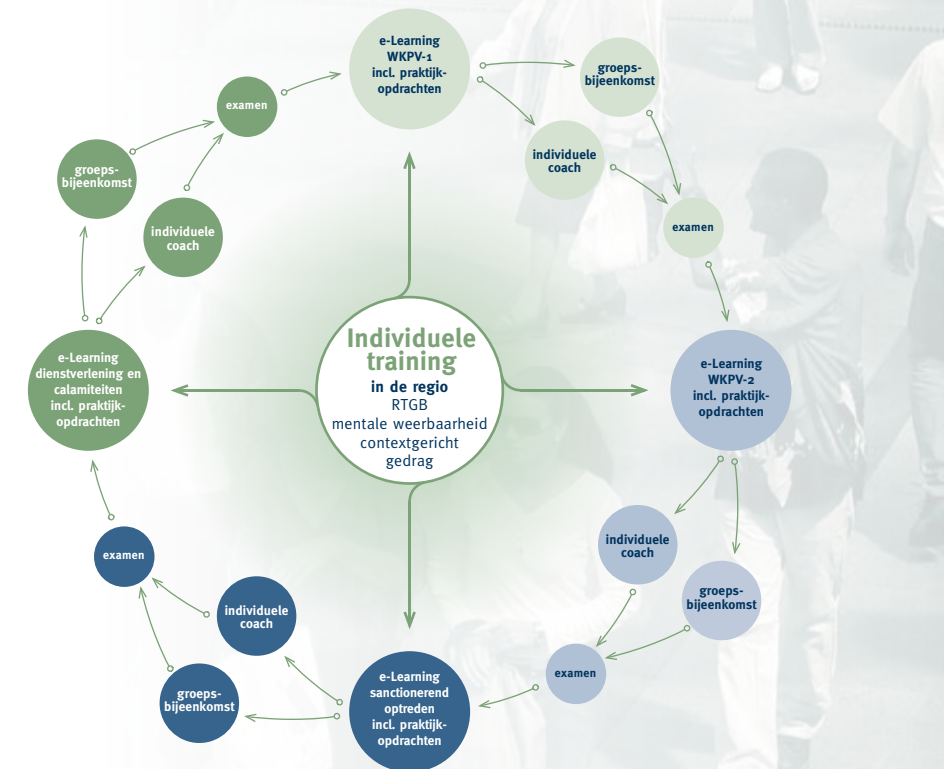 e-Learning
WKPV-1
incl. praktijk-
opdrachten
groeps-
bijeenkomst
individuele
coach
examen
e-Learning
WKPV-2
incl. praktijk-
opdrachten
individuele
coach
groeps-
bijeenkomst
examen
e-Learning
sanctionerend
optreden
incl. praktijk-
opdrachten
individuele
coach
groeps-
bijeenkomst
examen
e-Learning
dienstverlening en
calamiteiten
incl. praktijk-
opdrachten
groeps-
bijeenkomst
individuele
coach
examen
Individuele
training
in de regio
RTGB
mentale weerbaarheid
contextgericht
gedrag